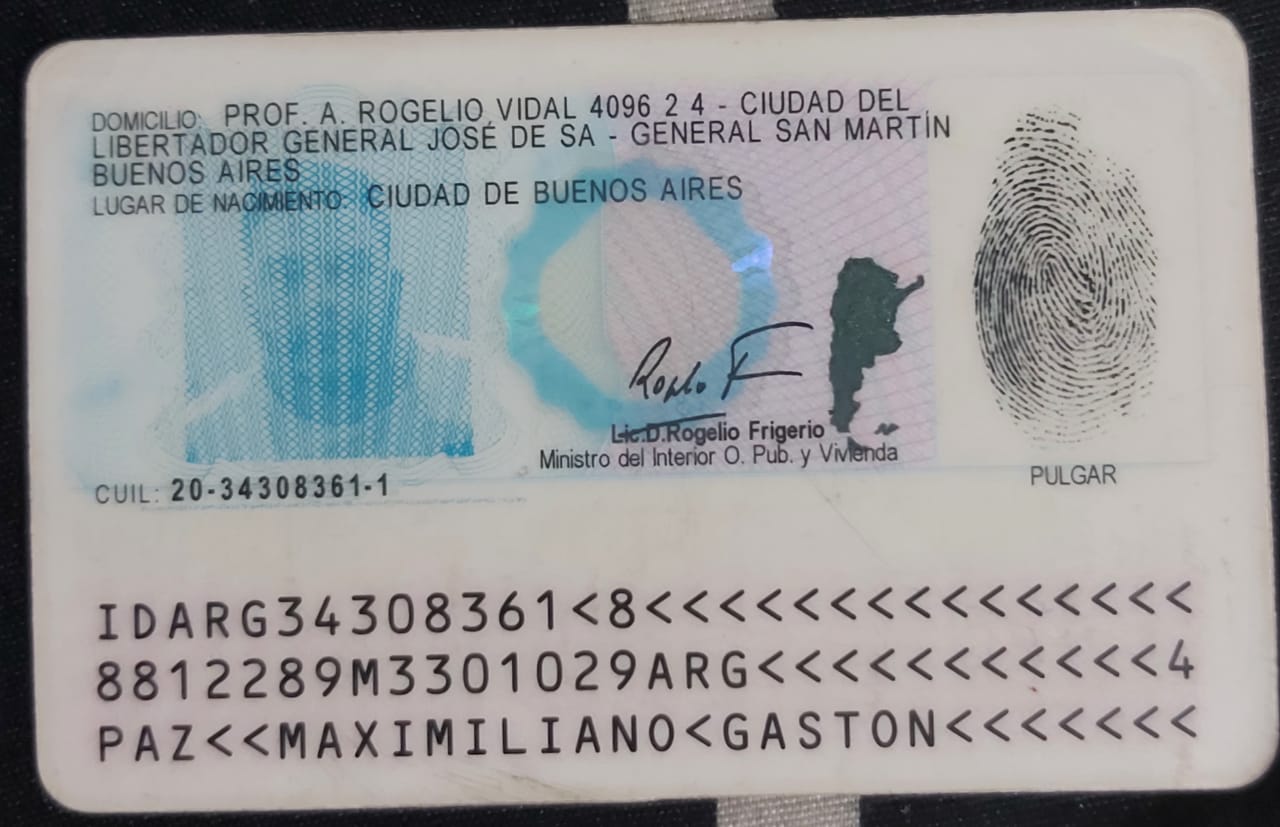 DOMICILIO: PROF. A. ROGELIO VIDAL 4096 2 4 - CIUDAD DEL
LIBERTADOR GENERAL JOSÉ DE SA - GENERAL SAN MARTÍN
BUENOS AIRES
LUGAR DE NACIMIENTO: CIUDAD DE BUENOS AIRES
Lic.D.Rogelio Frigerio
Ministro del Interior O. Pub. y Vivienda
PULGAR
CUIL: 20-34308361-1
IDARG34308361<8<<<<<<<<<<<<<<<
8812289M3301029ARG<<<<<<<<<<<4
PAZ<<MAXIMILIANO<GASTON<<<<<<<